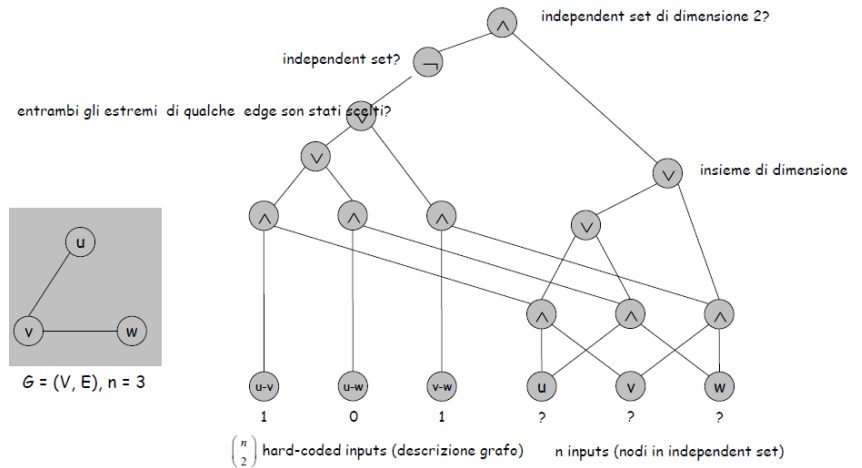 independent set di dimensione 2?
∧
independent set?
¬
entrambi gli estremi di qualche edge son stati scelti?
∨
∨
∨
insieme di dimensione
∧
∧
∧
∨
u
v
w
∧
∧
∧
G = (V, E), n = 3
u-v
u-w
v-w
u
v
w
1
0
1
?
?
?
(n 2) hard-coded inputs (descrizione grafo)
n inputs (nodi in independent set)